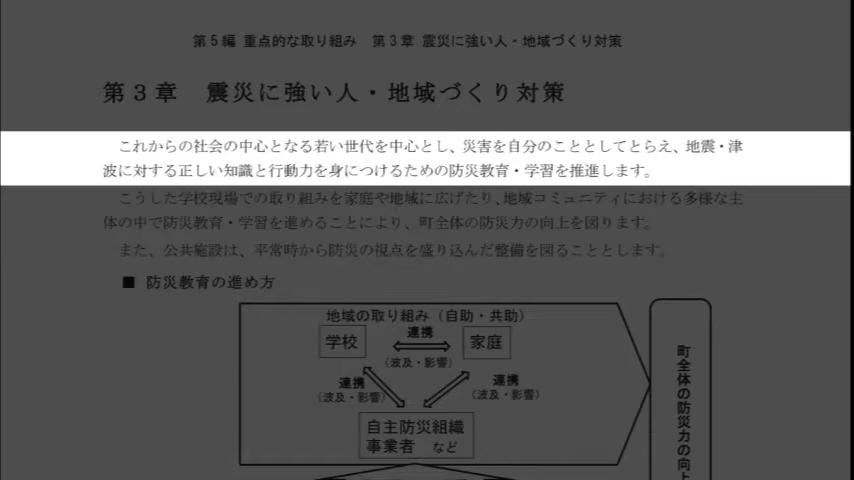 第5編 重点的な取り組み 第3章 震災に強い人・地域づくり対策
第3章 震災に強い人・地域づくり対策
これからの社会の中心となる若い世代を中心とし、災害を自分のこととしてとらえ、地震・津
波に対する正しい知識と行動力を身につけるための防災教育・学習を推進します。
こうした学校現場での取り組みを家庭や地域に広げたり、地域コミュニティにおける多様な主
体の中で防災教育・学習を進めることにより、町全体の防災力の向上を図ります。
また、公共施設は、平常時から防災の視点を盛り込んだ整備を図ることとします。
■ 防災教育の進め方
地域の取り組み（自助・共助）
学校
連携
（波及・影響）
家庭
連携
（波及・影響）
連携
（波及・影響）
自主防災組織
事業者 など
町全体の防災力の向上